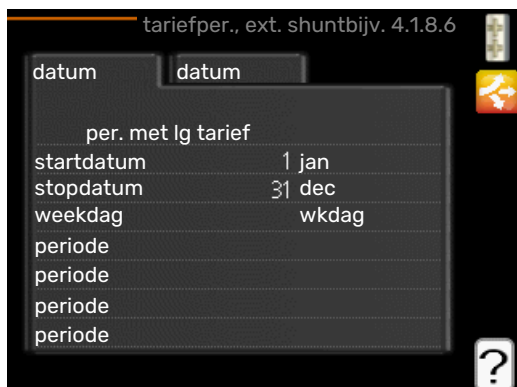 tariefper., ext. shuntbijv. 4.1.8.6
datum datum
per. met lg tarief
startdatum 1 jan
stopdatum 31 dec
weekdag wkdag
periode
periode
periode
periode
?